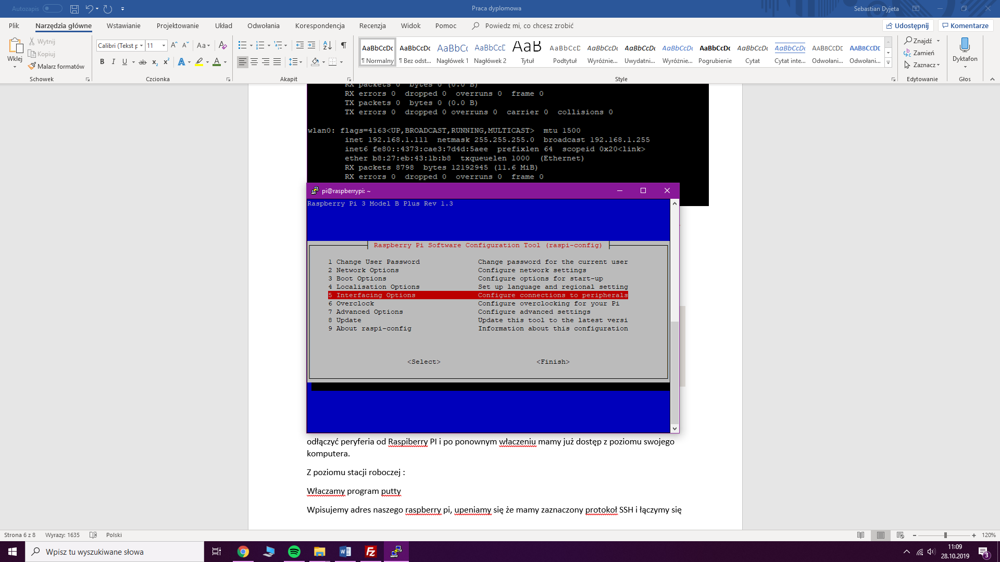 Autozapis
Praca dyplomowa
Sebastian Dyjeta
Plik Narzędzia główne Wstawianie Projektowanie Układ Odwołania Korespondencja Recenzja Widok Pomoc Powiedz mi, co chcesz zrobić Udostępnij Komentarze
Wklej
Wytnij
Kopiuj
Malarz formatów
Schowek
Calibri (Tekst p 11
Aa
B I U ab x₂ x²
Czcionka
Akapit
AaBbCcDc AaBbCcDc AaBbCc AaBbCcD AaB AaBbCcD AaBbCcDc AaBbCcDc AaBbCcDc AaBbCcDc AaBbCcDc AaBbCcDc AABBCCDC AABBCCDC
¶ Normalny ¶ Bez odst... Nagłówek 1 Nagłówek 2 Tytuł Podtytuł Wyróżnie... Uwydatni... Wyróżnie... Pogrubienie Cytat Cytat inte... Odwołani... Odwołani...
Style
Znajdź
Zamień
Zaznacz
Edytowanie
Dyktafon
Głos
RX packets 0 bytes 0 (0.0 B)
RX errors 0 dropped 0 overruns 0 frame 0
TX packets 0 bytes 0 (0.0 B)
TX errors 0 dropped 0 overruns 0 carrier 0 collisions 0
wlan0: flags=4163<UP,BROADCAST,RUNNING,MULTICAST> mtu 1500
inet 192.168.1.111 netmask 255.255.255.0 broadcast 192.168.1.255
inet6 fe80::4373:cae3:7d4d:5aee prefixlen 64 scopeid 0x20<link>
ether b8:27:eb:43:1b:b8 txqueuelen 1000 (Ethernet)
RX packets 8798 bytes 12192945 (11.6 MiB)
RX errors 0 dropped 0 overruns 0 frame 0
pi@raspberrypi: ~
Raspberry Pi 3 Model B Plus Rev 1.3
Raspberry Pi Software Configuration Tool (raspi-config)
1 Change User Password Change password for the current user
2 Network Options Configure network settings
3 Boot Options Configure options for start-up
4 Localisation Options Set up language and regional setting
5 Interfacing Options Configure connections to peripherals
6 Overclock Configure overclocking for your Pi
7 Advanced Options Configure advanced settings
8 Update Update this tool to the latest versi
9 About raspi-config Information about this configuration
<Select> <Finish>
odłączyć peryferia od Raspiberry PI i po ponownym właczeniu mamy już dostęp z poziomu swojego
komputera.
Z poziomu stacji roboczej :
Właczamy program putty
Wpisujemy adres naszego raspberry pi, upeniamy się że mamy zaznaczony protokoł SSH i łączymy się
Strona 6 z 8 Wyrazy: 1635 Polski 120%
Wpisz tu wyszukiwane słowa
11:09
28.10.2019
3